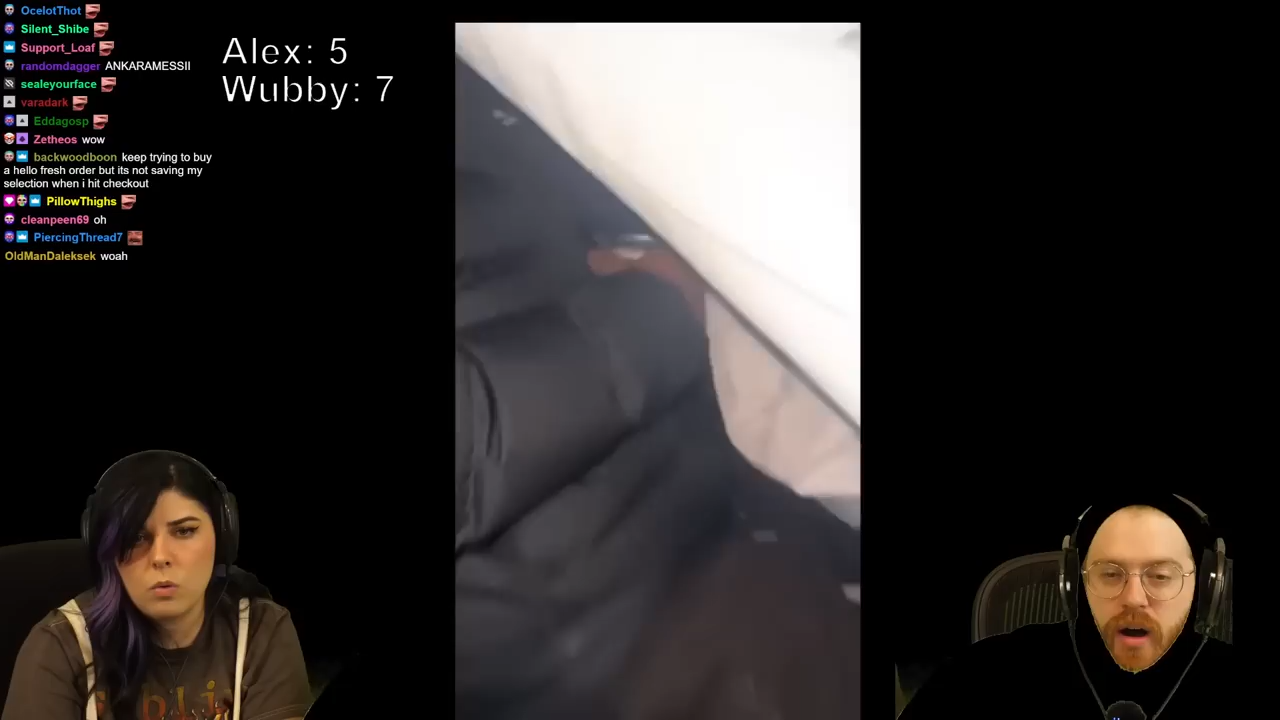 OcelotThot
Silent_Shibe
Support_Loaf
randomdagger ANKARAMESSII
sealeyourface
varadark
Eddagosp
Zetheos wow
backwoodboon keep trying to buy
a hello fresh order but its not saving my
selection when i hit checkout
PillowThighs
cleanpeen69 oh
PiercingThread7
OldManDaleksek woah
Alex: 5
Wubby: 7